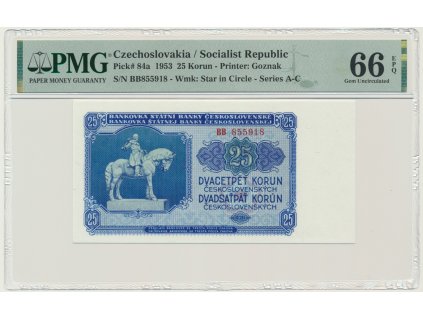 PMG
PAPER MONEY GUARANTY
Czechoslovakia / Socialist Republic
Pick# 84a 1953 25 Korun - Printer: Goznak
S/N BB855918 - Wmk: Star in Circle - Series A-C
66 EPQ
Gem Uncirculated
BANKOVKA STÁTNÍ BANKY ČESKOSLOVENSKÉ
BANKOVKA ŠTÁTNEJ BANKY ČESKOSLOVENSKEJ
25
25
BB 855918
25
DVACETPĚT KORUN
ČESKOSLOVENSKÝCH
DVADSAŤPÄŤ KORÚN
ČESKOSLOVENSKÝCH
25